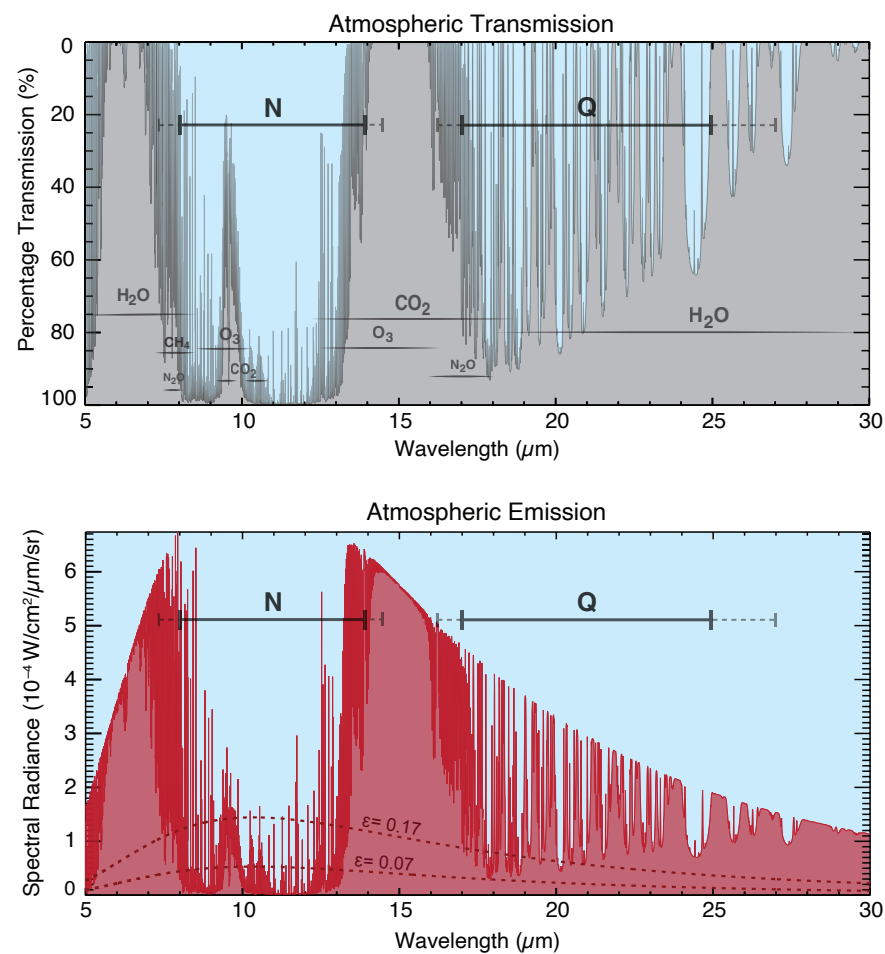 Atmospheric Transmission
Percentage Transmission (%)
0
20
40
60
80
100
N
Q
H₂O
CH₄
N₂O
O₃
CO₂
CO₂
O₃
N₂O
H₂O
5 10 15 20 25 30
Wavelength (µm)
Atmospheric Emission
Spectral Radiance (10⁻⁴ W/cm²/µm/sr)
6
5
4
3
2
1
0
N
Q
ε= 0.17
ε= 0.07
5 10 15 20 25 30
Wavelength (µm)